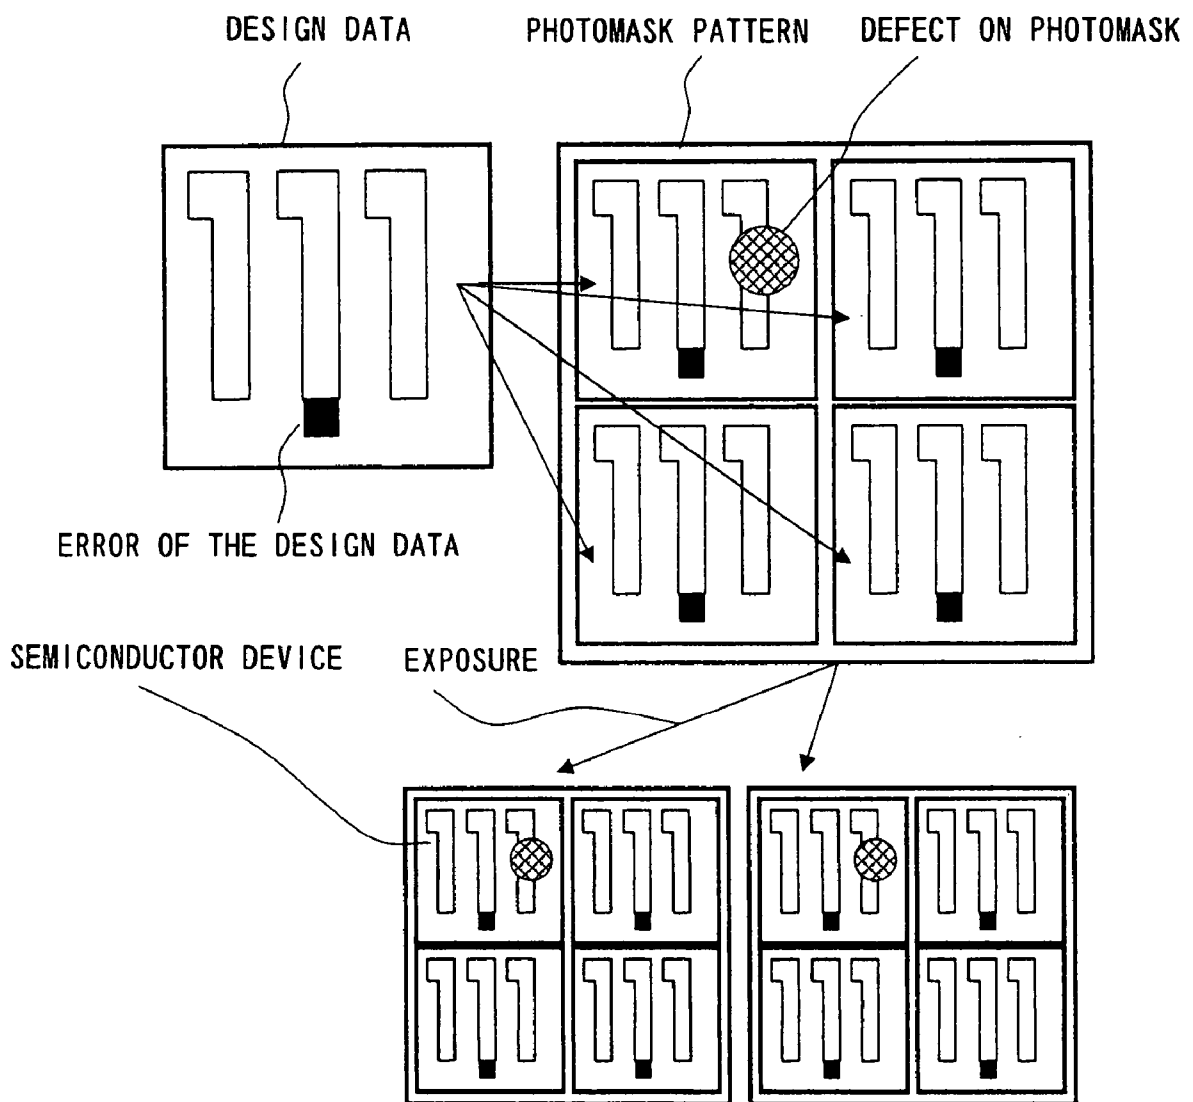 DESIGN DATA
PHOTOMASK PATTERN
DEFECT ON PHOTOMASK
ERROR OF THE DESIGN DATA
SEMICONDUCTOR DEVICE
EXPOSURE